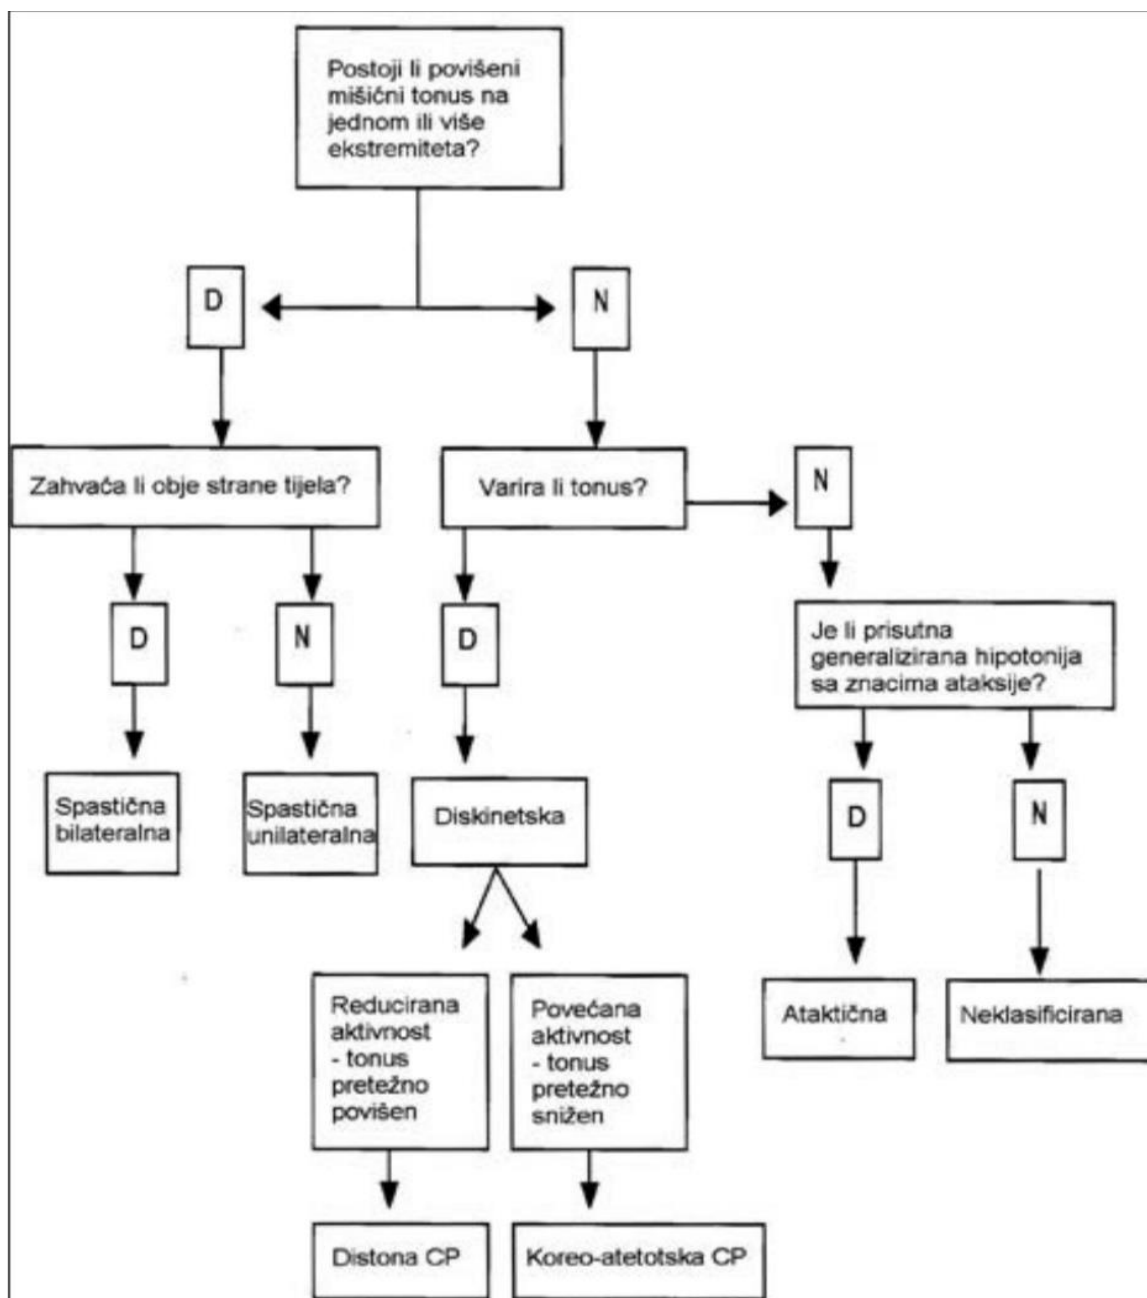 Postoji li povišeni
mišićni tonus na
jednom ili više
ekstremiteta?
D
N
Zahvaća li obje strane tijela?
Varira li tonus?
N
D
N
D
Je li prisutna
generalizirana hipotonija
sa znacima ataksije?
Spastična
bilateralna
Spastična
unilateralna
Diskinetska
D
N
Reducirana
aktivnost
- tonus
pretežno
povišen
Povećana
aktivnost
- tonus
pretežno
snižen
Ataktična
Neklasificirana
Distona CP
Koreo-atetotska CP